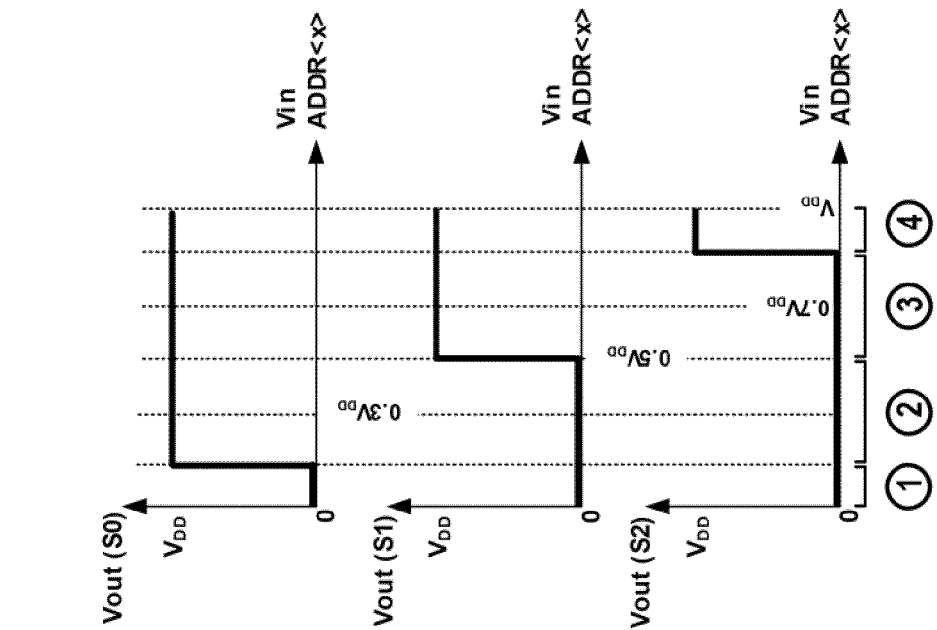 Vout (S0)
VDD
0
Vin
ADDR<x>
0.3VDD
Vout (S1)
VDD
0
Vin
ADDR<x>
0.5VDD
Vout (S2)
VDD
0
Vin
ADDR<x>
0.7VDD
VDD
1
2
3
4